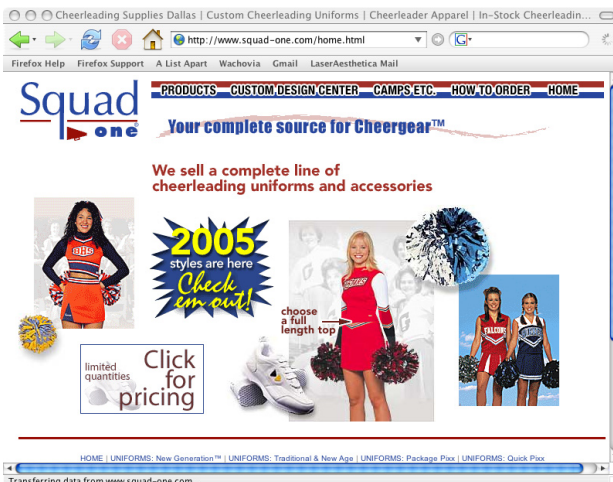 Cheerleading Supplies Dallas | Custom Cheerleading Uniforms | Cheerleader Apparel | In-Stock Cheerleadin...
http://www.squad-one.com/home.html
G
Firefox Help Firefox Support A List Apart Wachovia Gmail LaserAesthetica Mail
Squad
one®
PRODUCTS CUSTOM DESIGN CENTER CAMPS, ETC. HOW TO ORDER HOME
Your complete source for Cheergear™
We sell a complete line of
cheerleading uniforms and accessories
OHS
2005
styles are here
Check
em out!
choose
a full
length top
FALCONS
limited
quantities
Click
for
pricing
HOME | UNIFORMS: New Generation™ | UNIFORMS: Traditional & New Age | UNIFORMS: Package Pixx | UNIFORMS: Quick Pixx
Transferring data from www.squad-one.com...